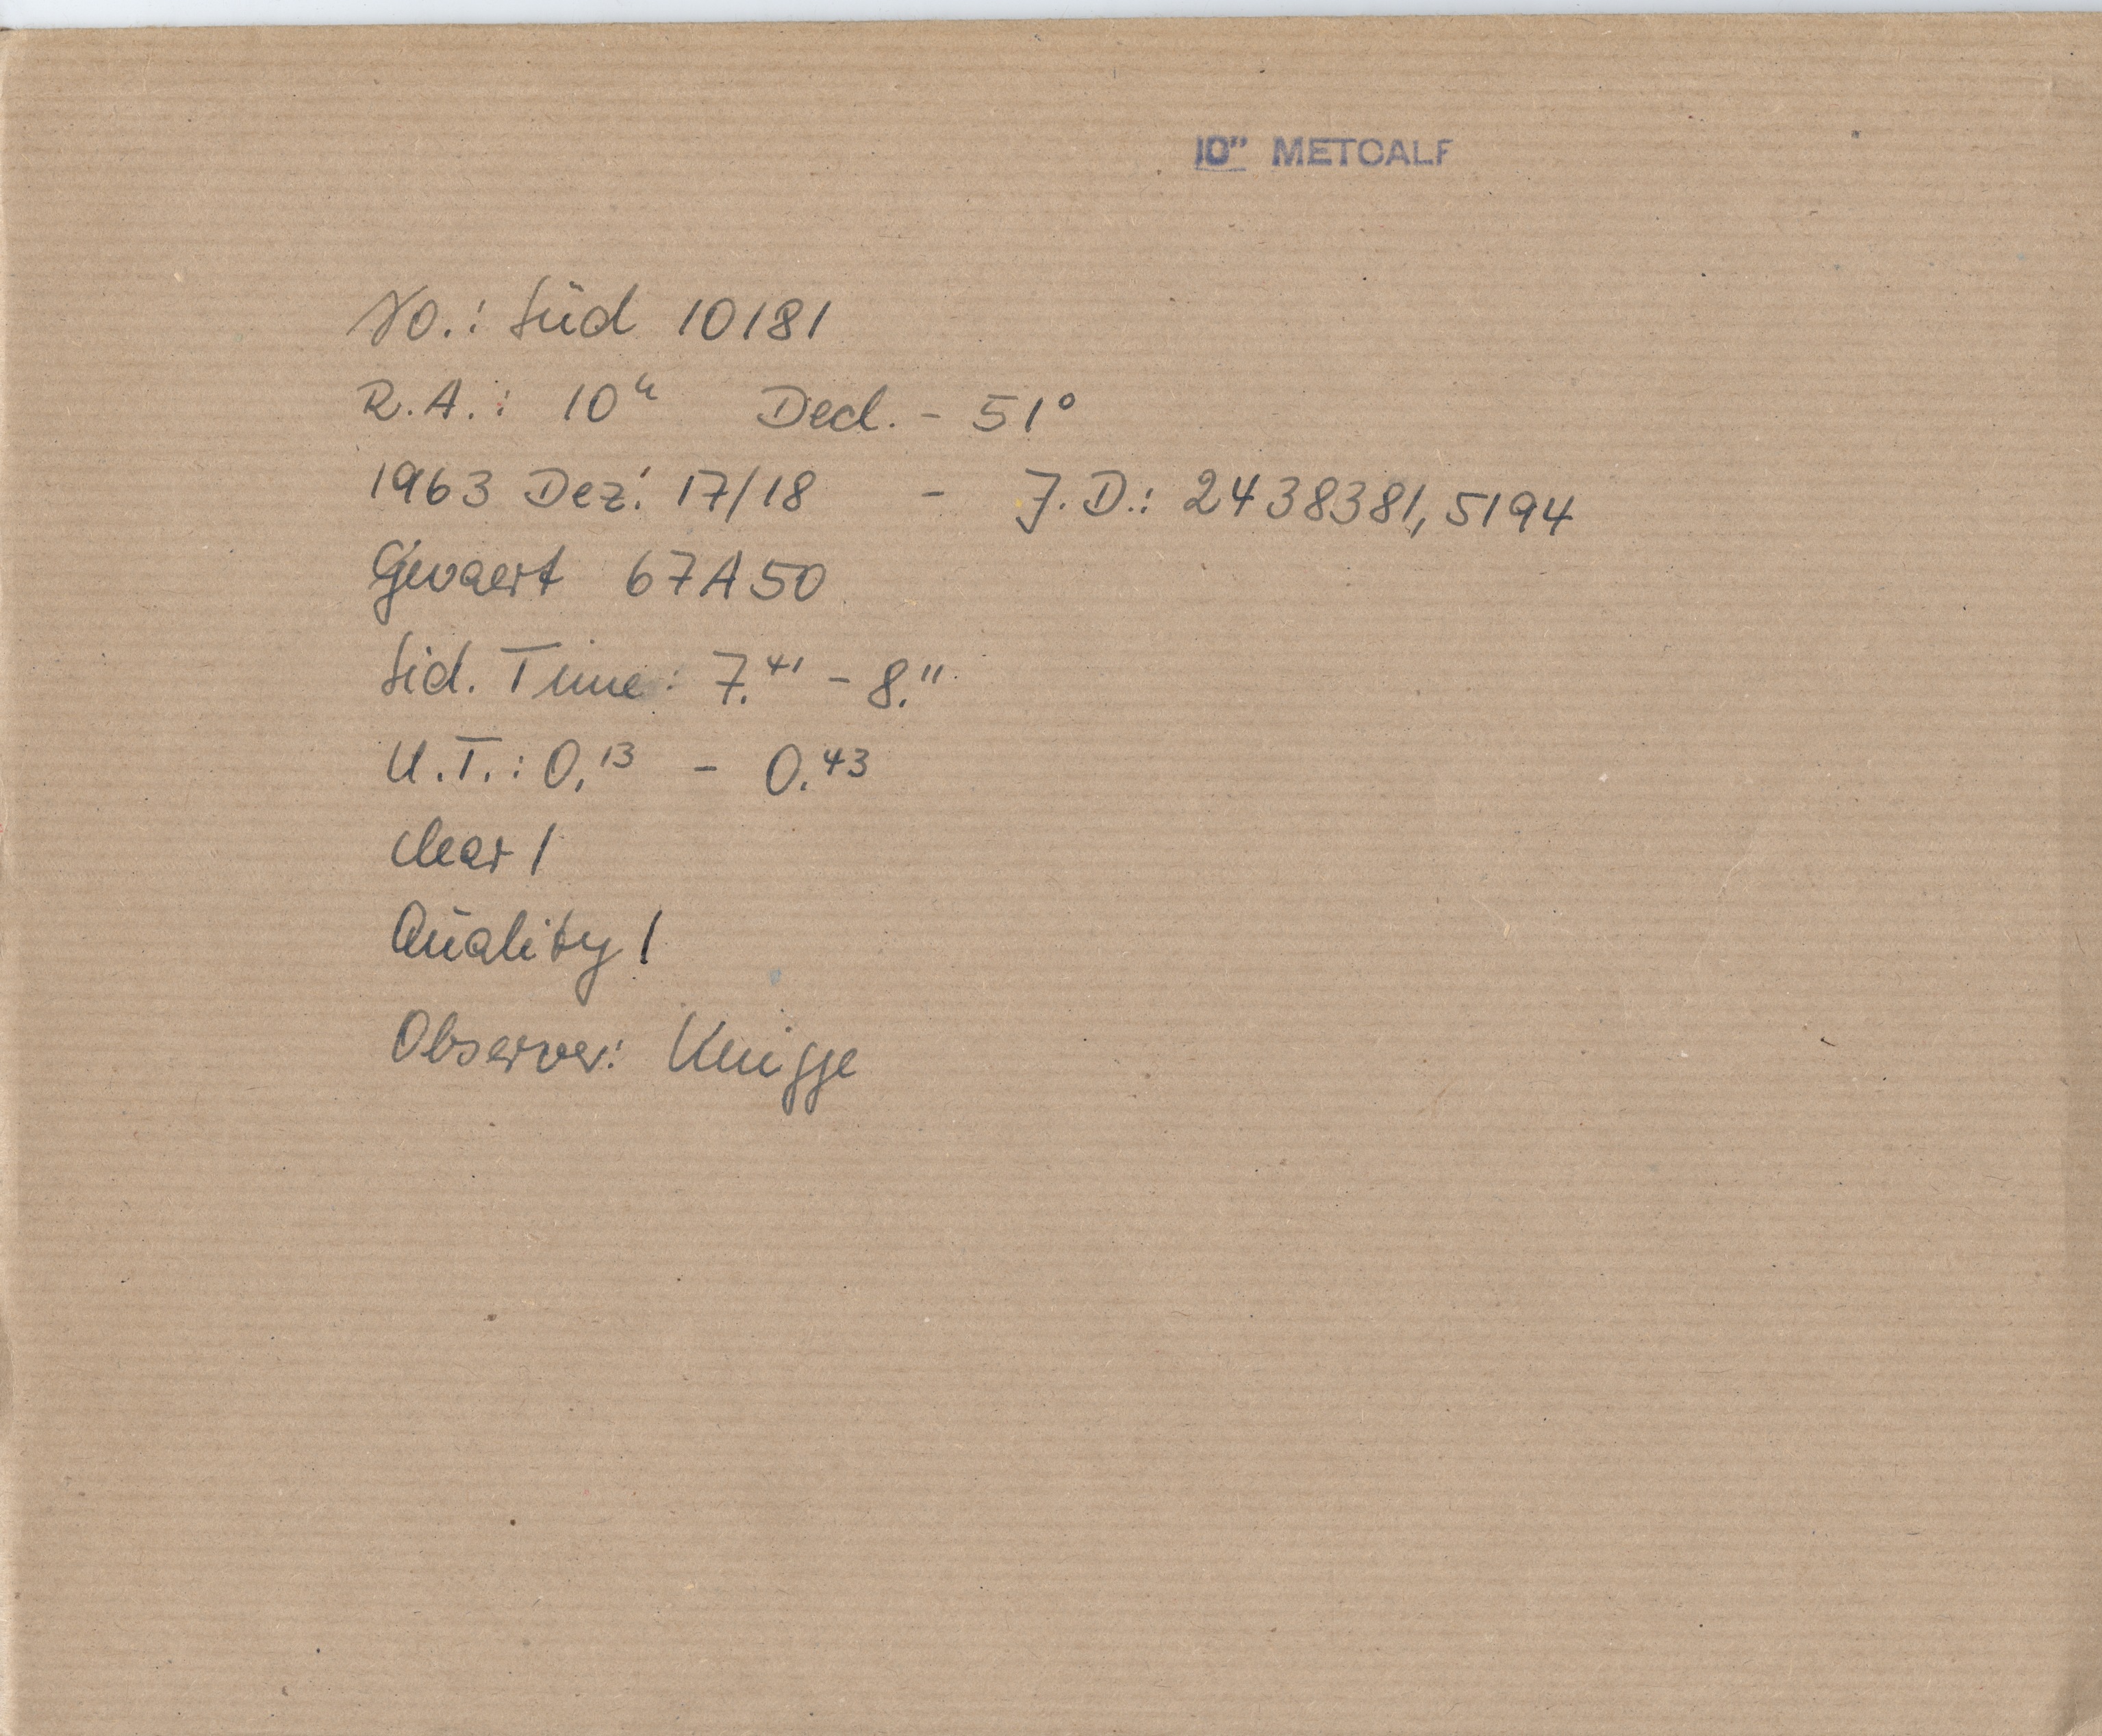 10" METCALF
No.: Süd 10181
R.A.: 10h Decl. - 51°
1963 Dez. 17/18 - J.D.: 2438381,5194
Gevaert 67A50
Sid. Time: 7.41 - 8.11
U.T.: 0.13 - 0.43
clear!
Quality!
Observer: Knigge